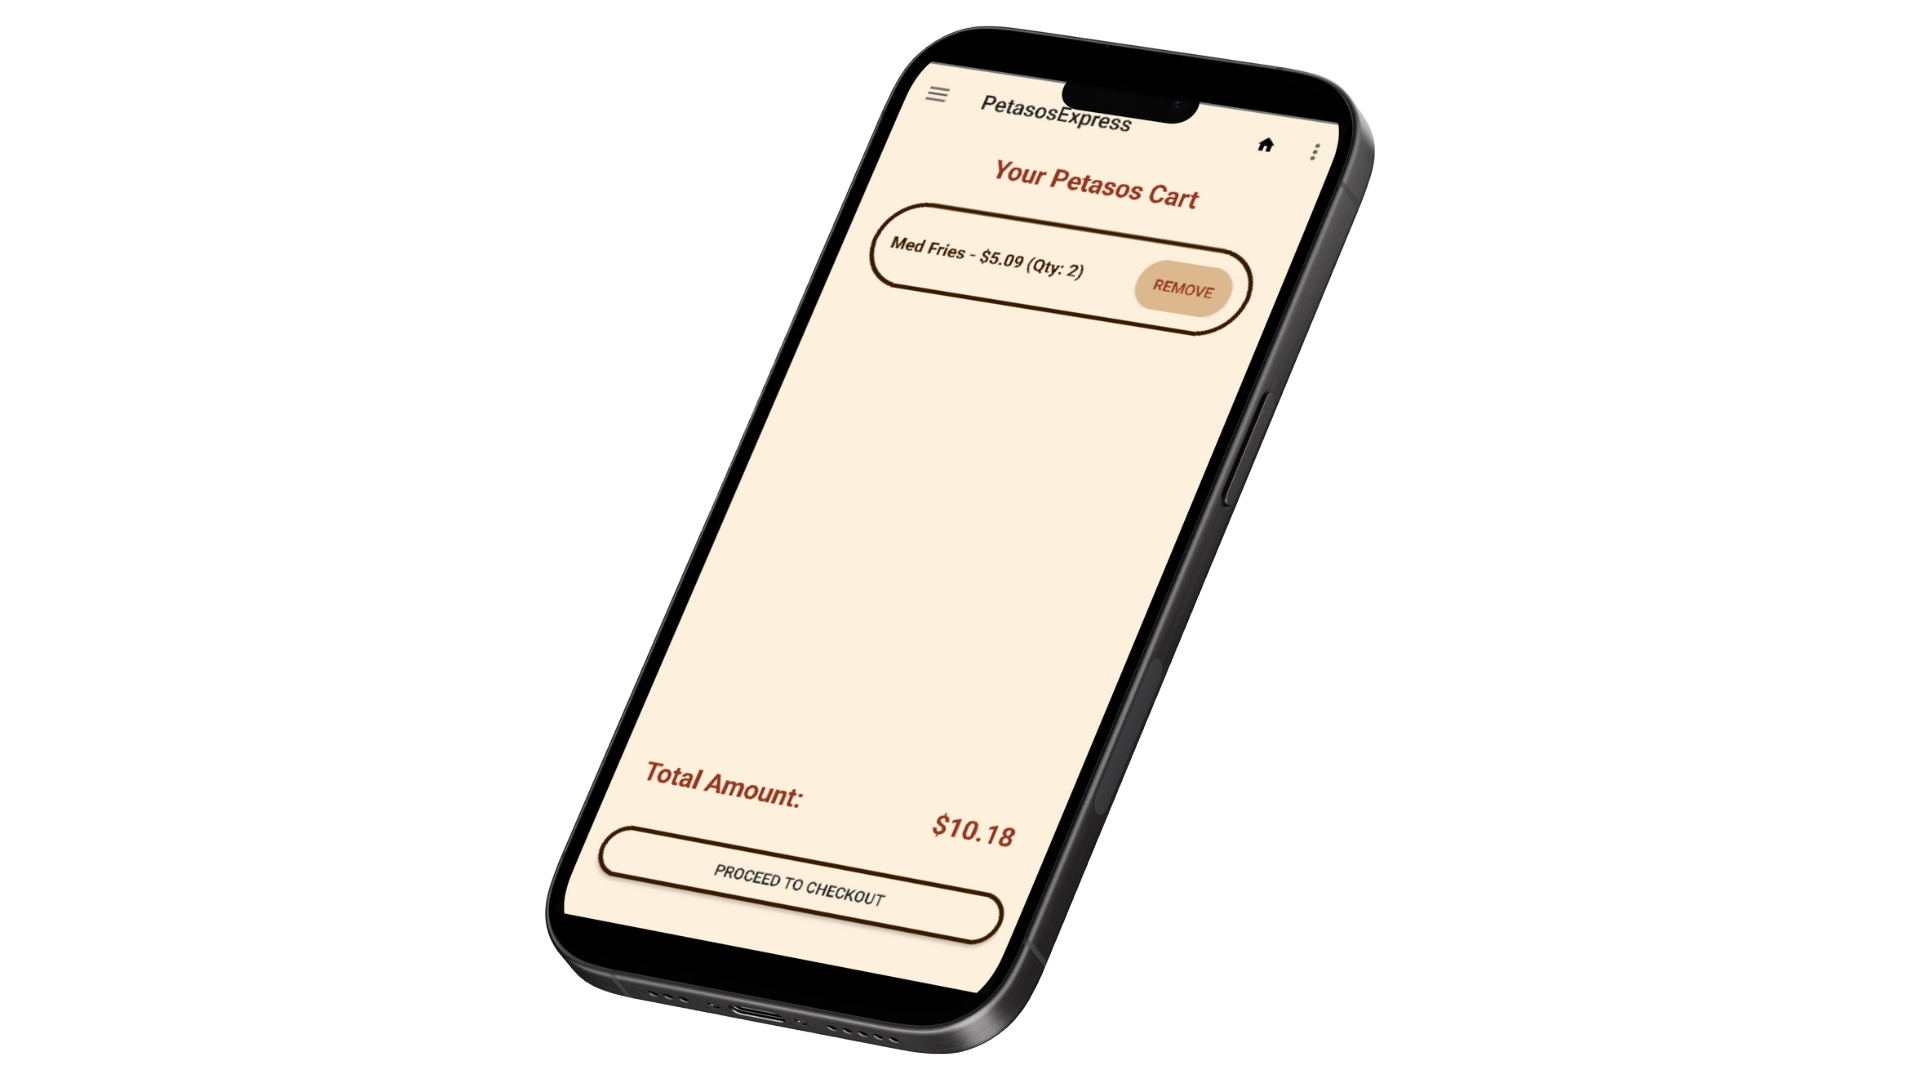 PetasosExpress
Your Petasos Cart
Med Fries - $5.09 (Qty: 2)
REMOVE
Total Amount:
$10.18
PROCEED TO CHECKOUT